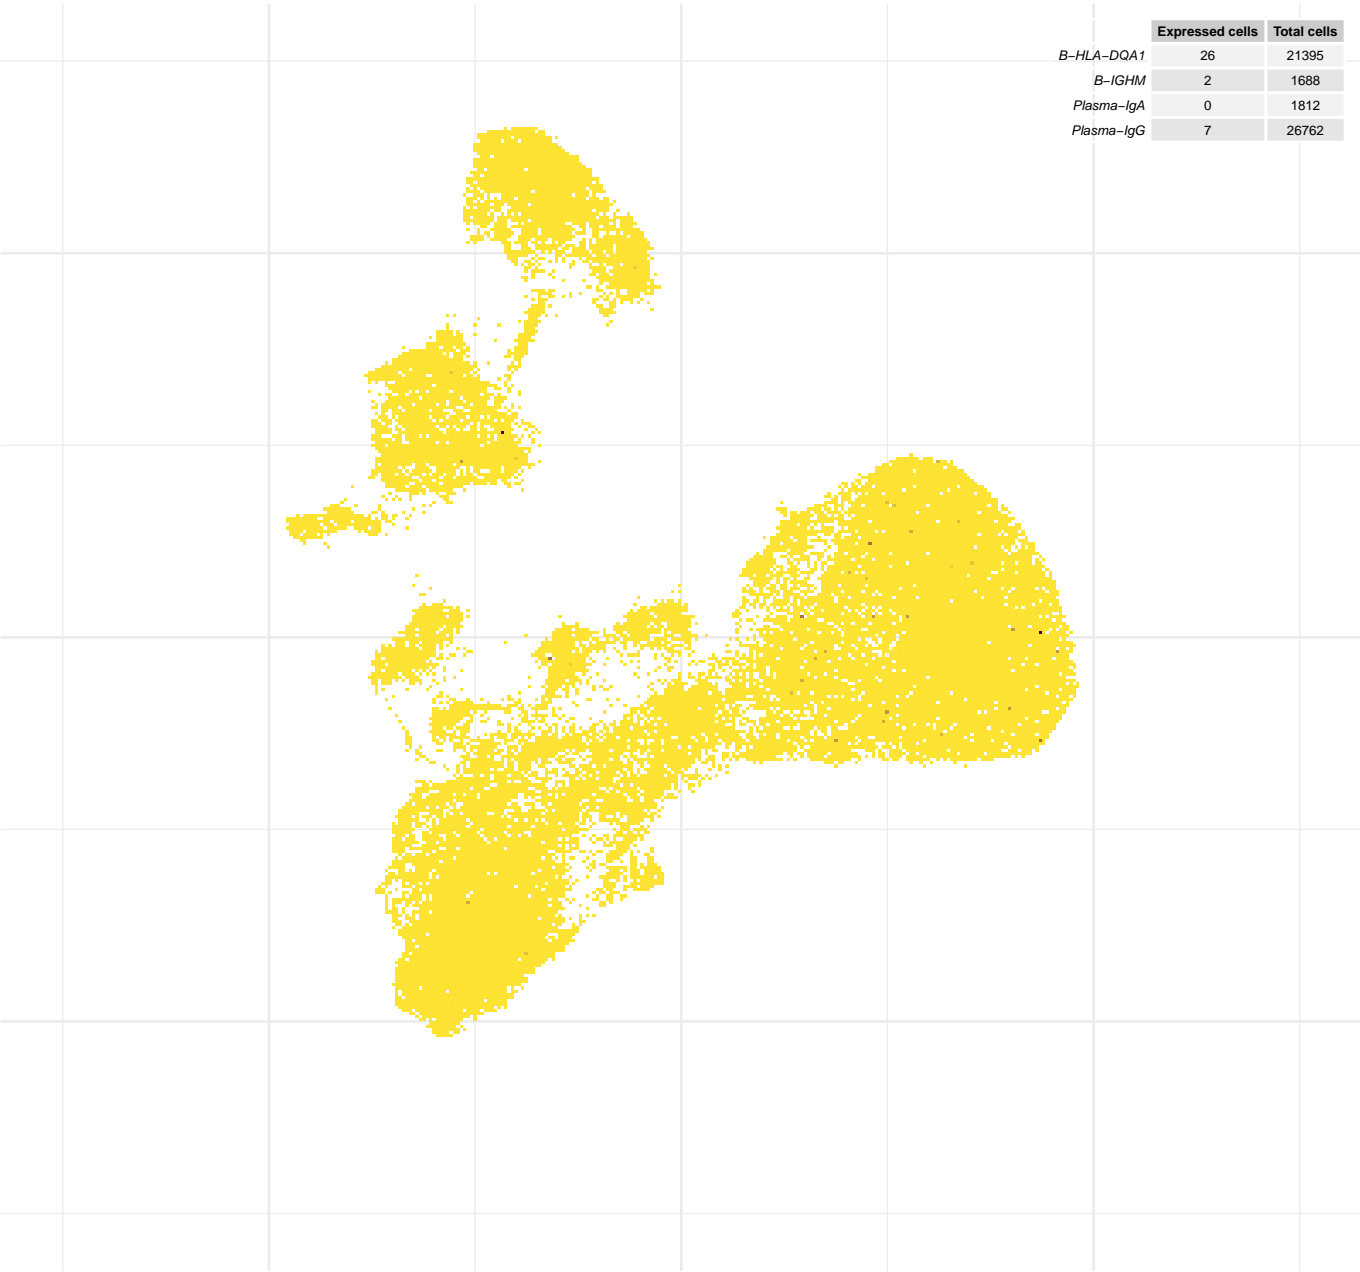 Expressed cells Total cells
B−HLA−DQA1 26 21395
B−IGHM 2 1688
Plasma−IgA 0 1812
Plasma−IgG 7 26762